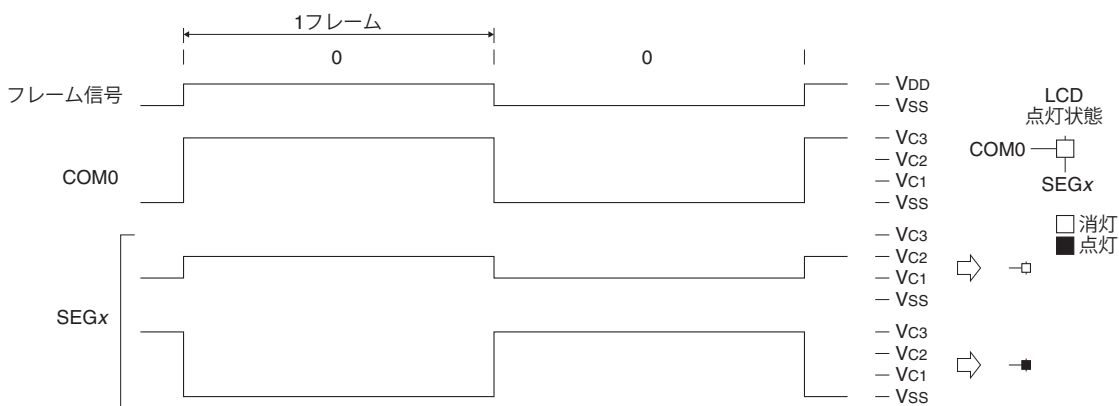 1フレーム
0 0
フレーム信号
VDD
VSS
LCD
点灯状態
COM0
SEGx
COM0
VC3
VC2
VC1
VSS
消灯
点灯
SEGx
VC3
VC2
VC1
VSS
VC3
VC2
VC1
VSS